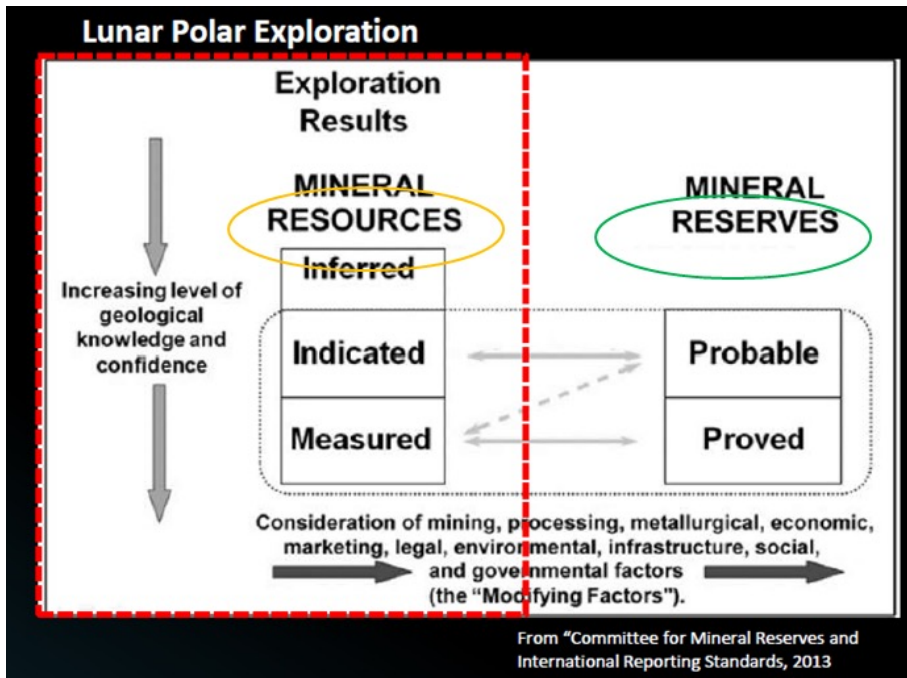 Lunar Polar Exploration
Exploration
Results
MINERAL
RESOURCES
Inferred
Indicated
Measured
Increasing level of
geological
knowledge and
confidence
MINERAL
RESERVES
Probable
Proved
Consideration of mining, processing, metallurgical, economic,
marketing, legal, environmental, infrastructure, social,
and governmental factors
(the “Modifying Factors").
From “Committee for Mineral Reserves and
International Reporting Standards, 2013